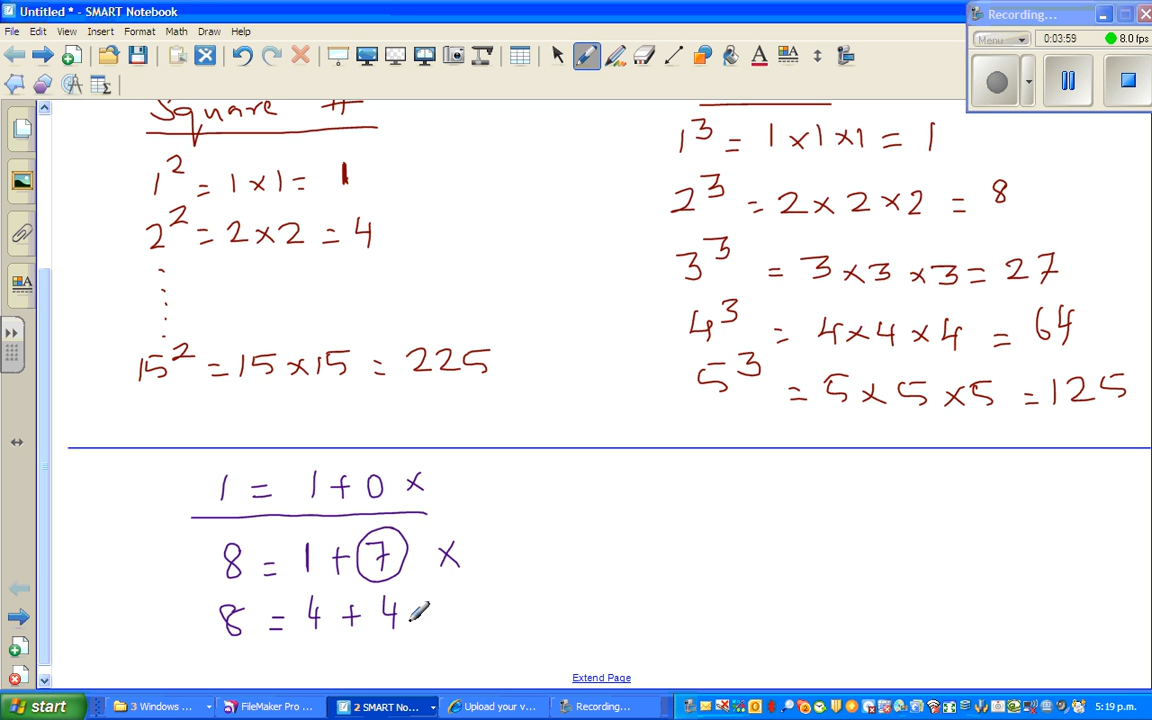 Untitled * - SMART Notebook
Recording...
File Edit View Insert Format Math Draw Help
Menu
0:03:59
8.0 fps
Square #
1² = 1 × 1 = 1
2² = 2 × 2 = 4
15² = 15 × 15 = 225
1³ = 1 × 1 × 1 = 1
2³ = 2 × 2 × 2 = 8
3³ = 3 × 3 × 3 = 27
4³ = 4 × 4 × 4 = 64
5³ = 5 × 5 × 5 = 125
1 = 1 + 0 ×
8 = 1 + 7 ×
8 = 4 + 4
Extend Page
start
3 Windows ...
FileMaker Pro ...
2 SMART No...
Upload your v...
Recording...
5:19 p.m.